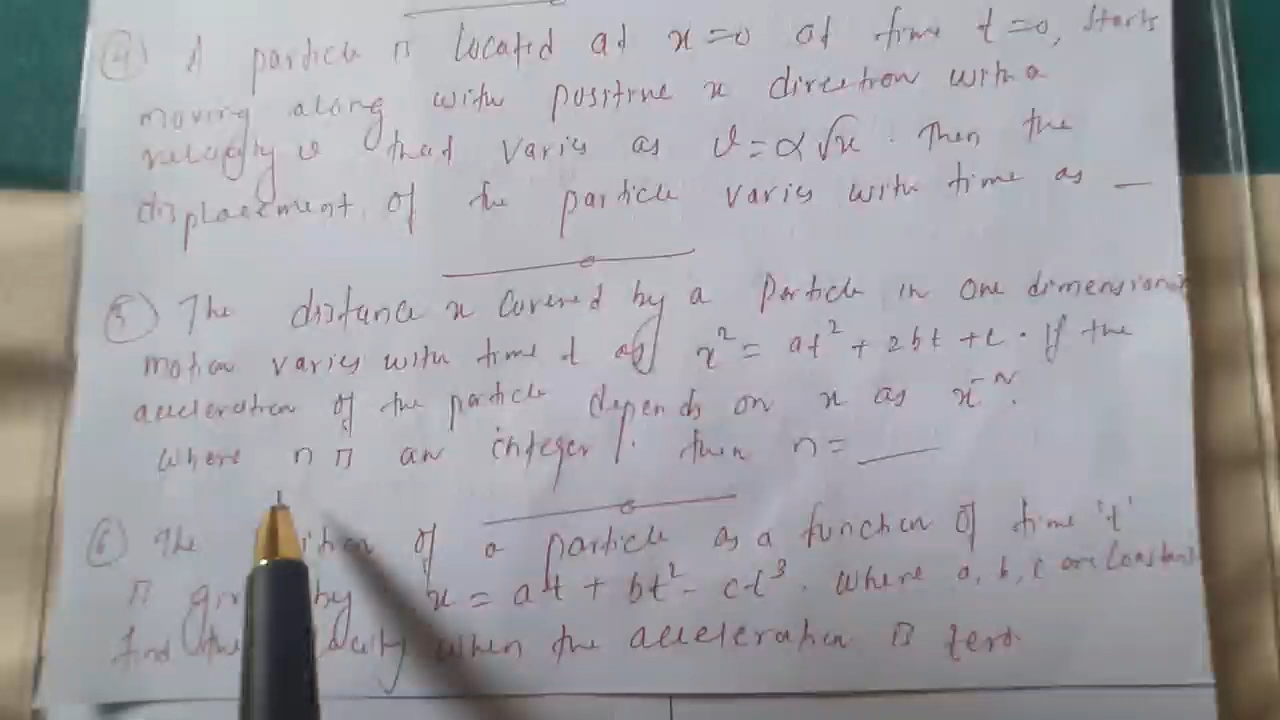 ④ A particle is located at x=0 at time t=0, starts
moving along with positive x direction with a
velocity v that varies as v=α√x. Then the
displacement of the particle varies with time as —
⑤ The distance x covered by a particle in one dimensional
motion varies with time t as x² = at² + 2bt + c. If the
acceleration of the particle depends on x as x⁻ⁿ.
where n is an integer. then n = ___
⑥ The of a particle as a function of time 't'
is by x = at + bt² - ct³. where a, b, c are constant
find the when the acceleration is zero.